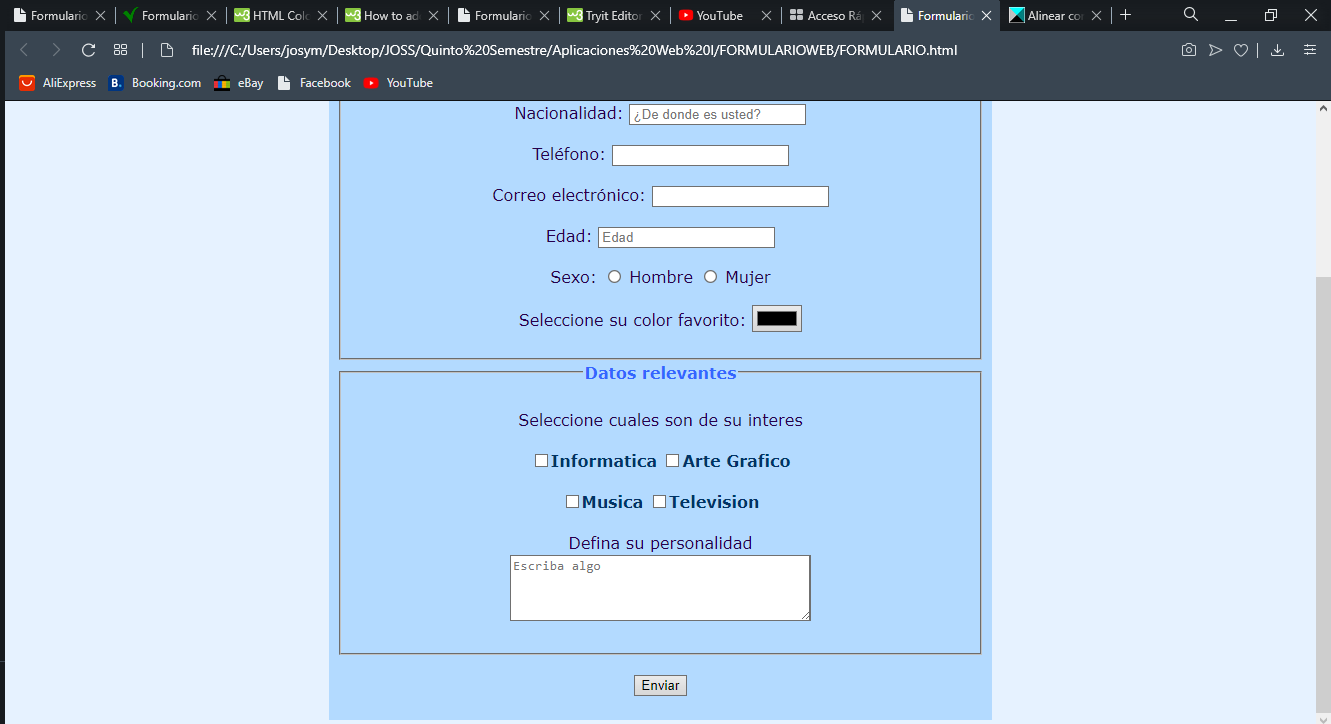 Formulario
Formulario
HTML Colo
How to ad
Formulario
Tryit Editor
YouTube
Acceso Rá
Formulario
Alinear co
file:///C:/Users/josym/Desktop/JOSS/Quinto%20Semestre/Aplicaciones%20Web%20I/FORMULARIOWEB/FORMULARIO.html
AliExpress
B. Booking.com
eBay
Facebook
YouTube
Nacionalidad: ¿De donde es usted?
Teléfono:
Correo electrónico:
Edad: Edad
Sexo: Hombre Mujer
Seleccione su color favorito:
Datos relevantes
Seleccione cuales son de su interes
Informatica Arte Grafico
Musica Television
Defina su personalidad
Escriba algo
Enviar